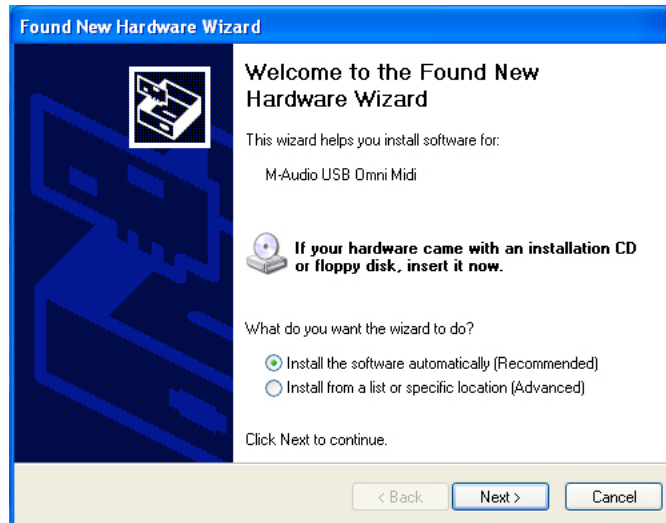 Found New Hardware Wizard
Welcome to the Found New
Hardware Wizard
This wizard helps you install software for:
M-Audio USB Omni Midi
If your hardware came with an installation CD
or floppy disk, insert it now.
What do you want the wizard to do?
Install the software automatically (Recommended)
Install from a list or specific location (Advanced)
Click Next to continue.
< Back Next > Cancel